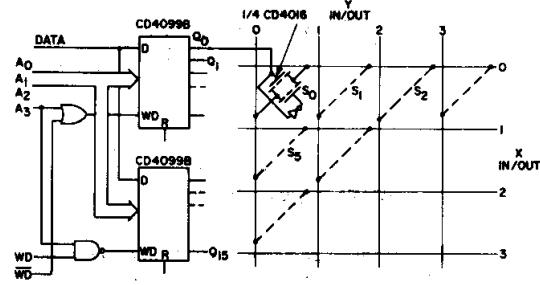 CD4099B
1/4 CD4016
Y
IN/OUT
DATA
Q0
0
1
2
3
D
A0
A1
A2
A3
Q1
S0
S1
S2
0
WD
R
1
CD4099B
S5
X
IN/OUT
D
2
WD
WD
Q15
R
3
WD